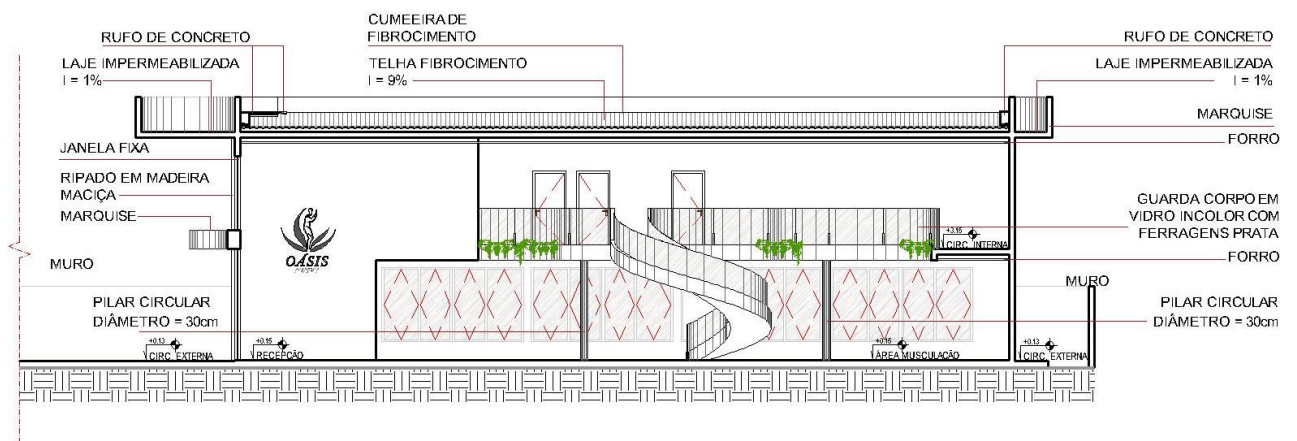 RUFO DE CONCRETO
LAJE IMPERMEABILIZADA
I = 1%
CUMEEIRA DE
FIBROCIMENTO
TELHA FIBROCIMENTO
I = 9%
RUFO DE CONCRETO
LAJE IMPERMEABILIZADA
I = 1%
MARQUISE
FORRO
JANELA FIXA
RIPADO EM MADEIRA
MACIÇA
MARQUISE
MURO
OÁSIS
GUARDA CORPO EM
VIDRO INCOLOR COM
FERRAGENS PRATA
+3.16
CIRC. INTERNA
FORRO
MURO
PILAR CIRCULAR
DIÂMETRO = 30cm
PILAR CIRCULAR
DIÂMETRO = 30cm
+0.13
CIRC. EXTERNA
+0.15
RECEPÇÃO
ÁREA MUSCULAÇÃO
+0.13
CIRC. EXTERNA